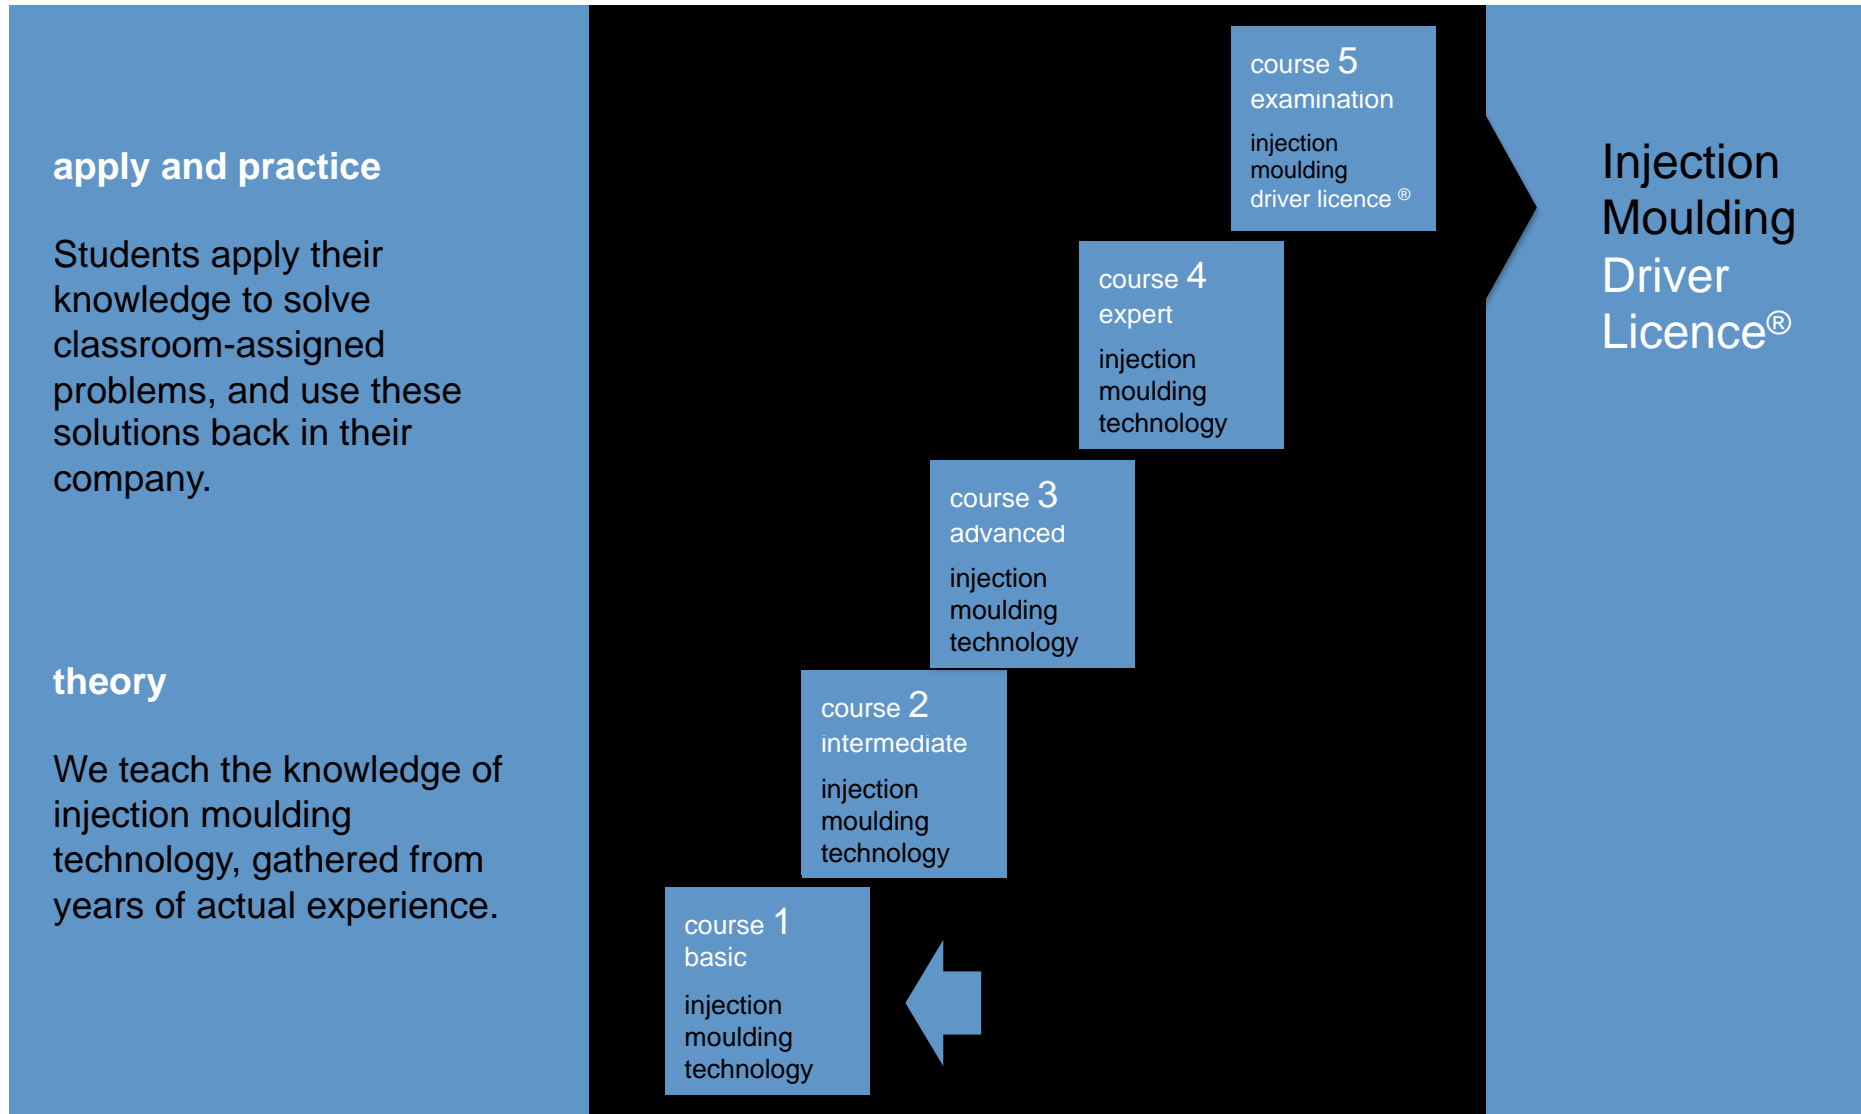 apply and practice
Students apply their
knowledge to solve
classroom-assigned
problems, and use these
solutions back in their
company.
theory
We teach the knowledge of
injection moulding
technology, gathered from
years of actual experience.
course 5
examination
injection
moulding
driver licence ®
course 4
expert
injection
moulding
technology
course 3
advanced
injection
moulding
technology
course 2
intermediate
injection
moulding
technology
course 1
basic
injection
moulding
technology
Injection
Moulding
Driver
Licence®